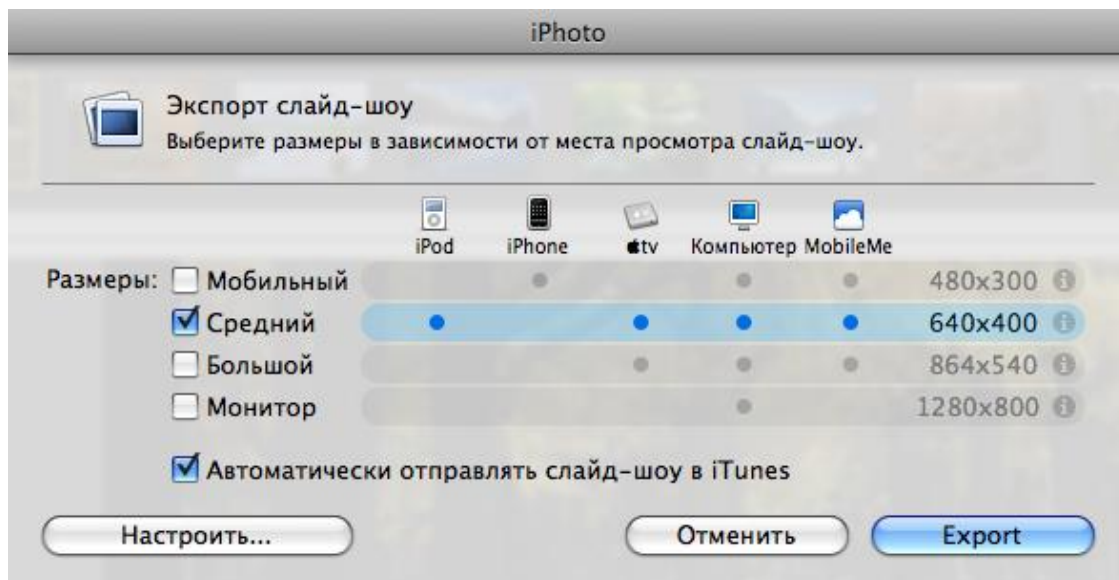 iPhoto
Экспорт слайд-шоу
Выберите размеры в зависимости от места просмотра слайд-шоу.
iPod iPhone tv Компьютер MobileMe
Размеры: Мобильный 480x300
Средний 640x400
Большой 864x540
Монитор 1280x800
Автоматически отправлять слайд-шоу в iTunes
Настроить... Отменить Export